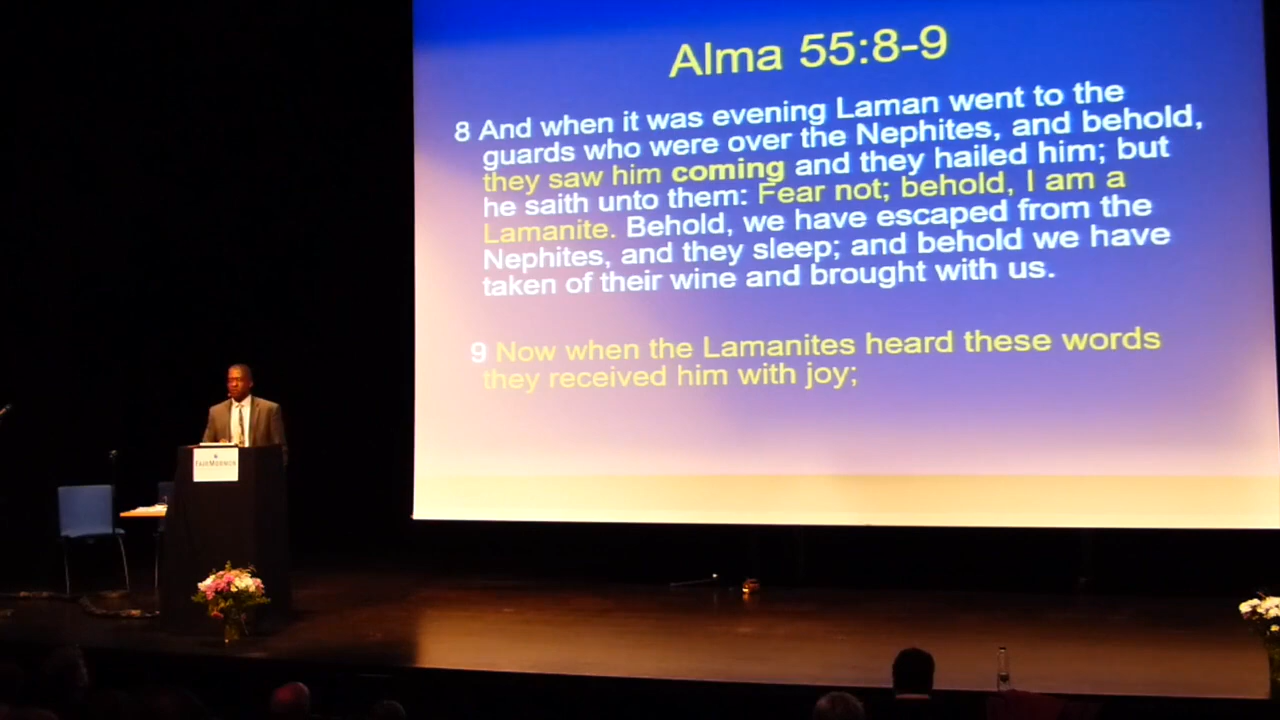 Alma 55:8-9
8 And when it was evening Laman went to the
guards who were over the Nephites, and behold,
they saw him coming and they hailed him; but
he saith unto them: Fear not; behold, I am a
Lamanite. Behold, we have escaped from the
Nephites, and they sleep; and behold we have
taken of their wine and brought with us.
9 Now when the Lamanites heard these words
they received him with joy;
FAIRMORMON